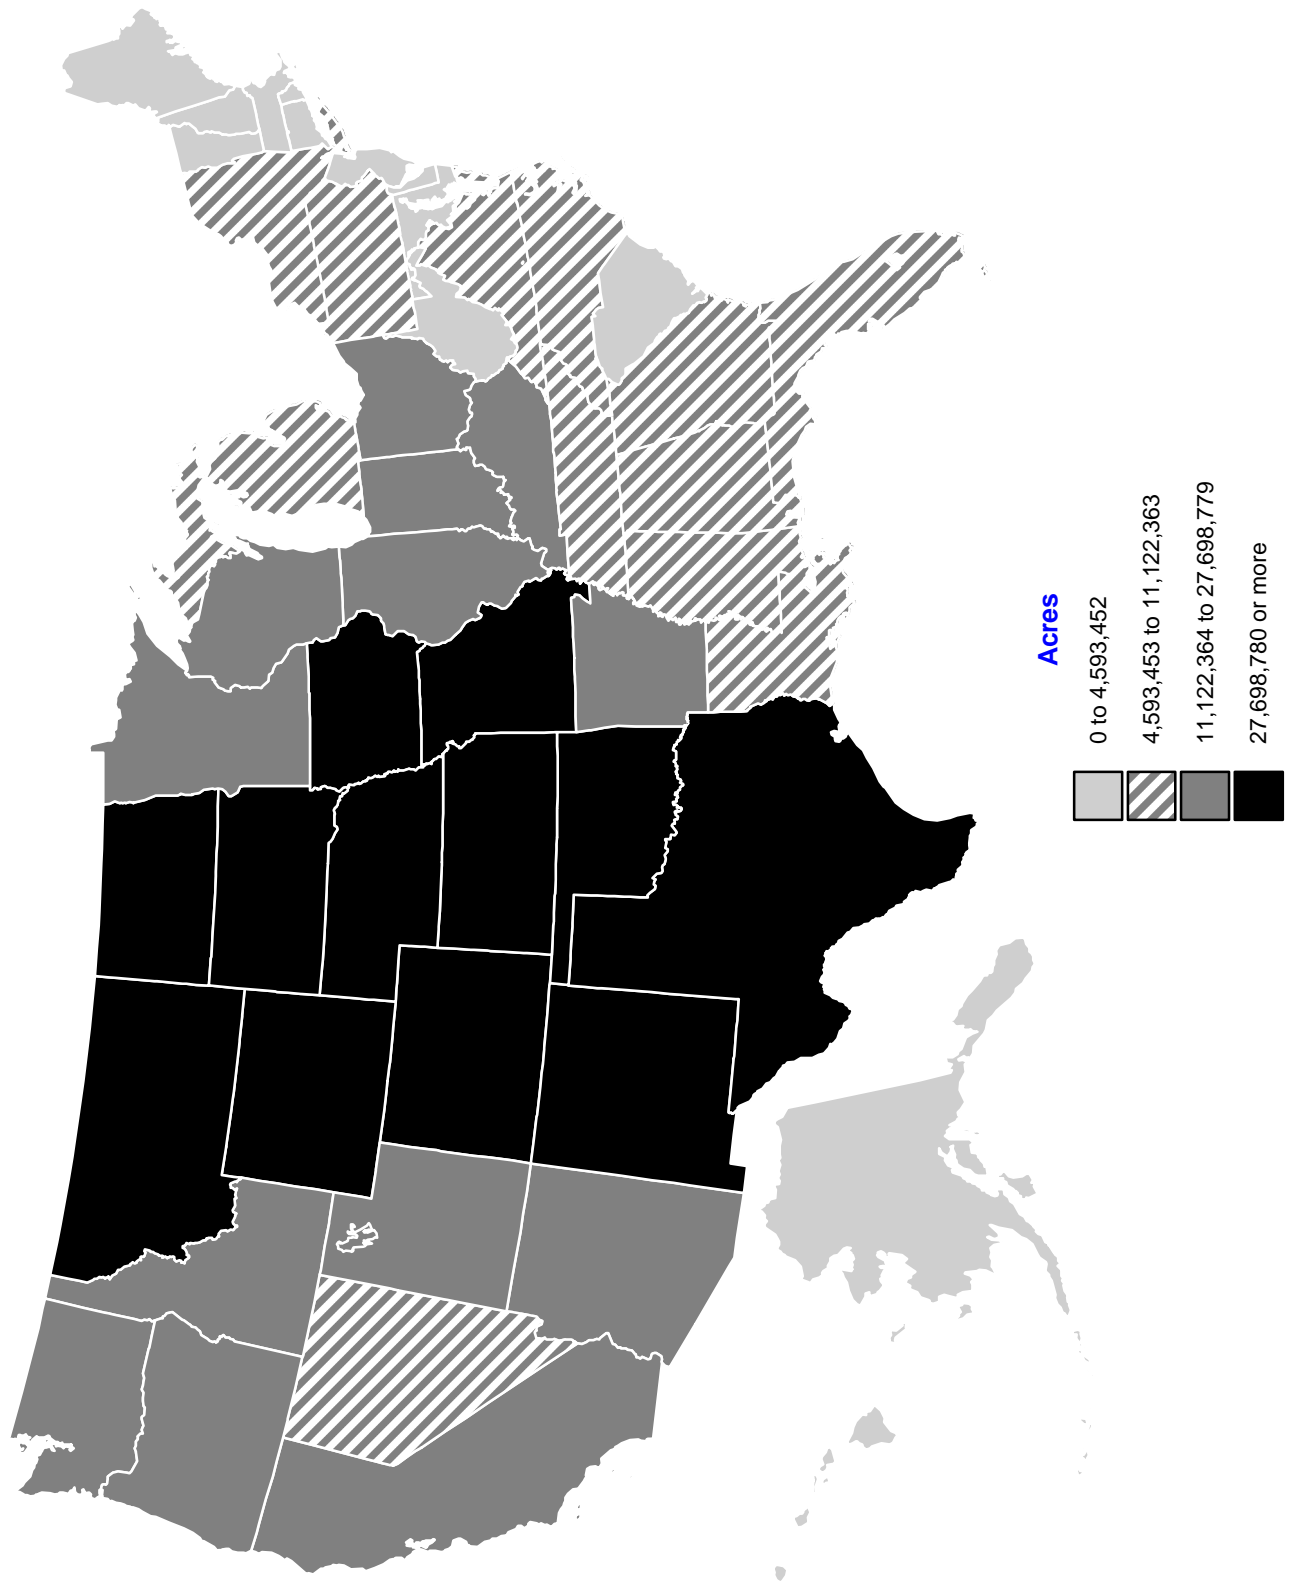 Acres
0 to 4,593,452
4,593,453 to 11,122,363
11,122,364 to 27,698,779
27,698,780 or more